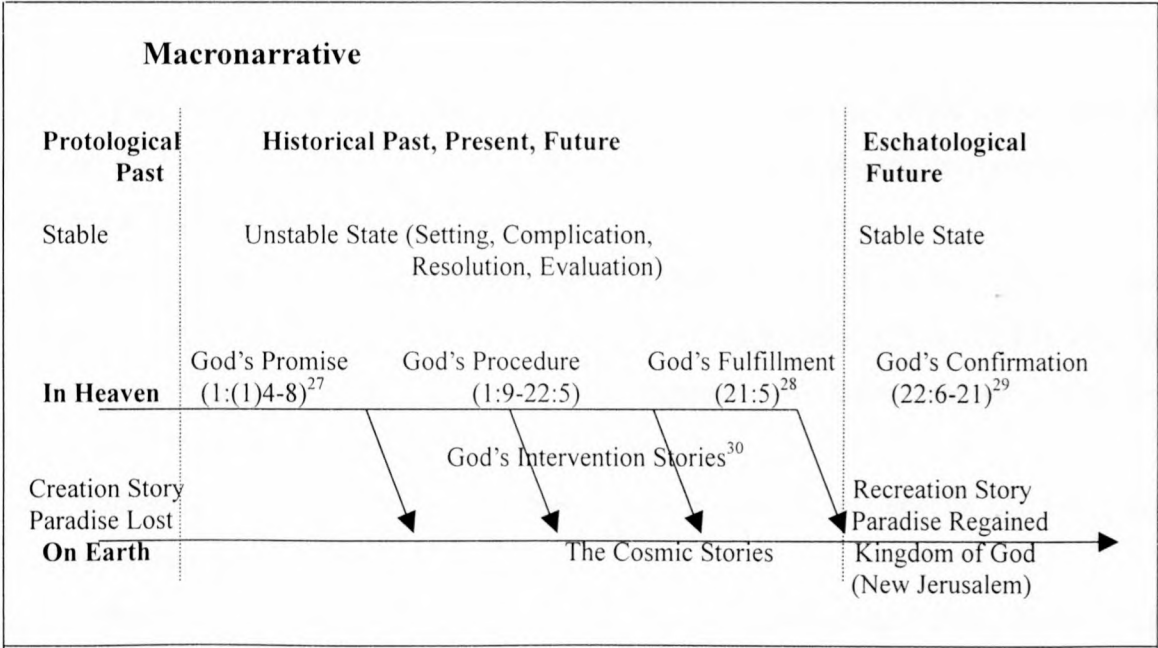 Macronarrative
Protological Historical Past, Present, Future Eschatological
Past Future
Stable Unstable State (Setting, Complication, Stable State
Resolution, Evaluation)
God's Promise God's Procedure God's Fulfillment God's Confirmation
In Heaven (1:(1)4-8)27 (1:9-22:5) (21:5)28 (22:6-21)29
God's Intervention Stories30
Creation Story Recreation Story
Paradise Lost Paradise Regained
On Earth The Cosmic Stories Kingdom of God
(New Jerusalem)